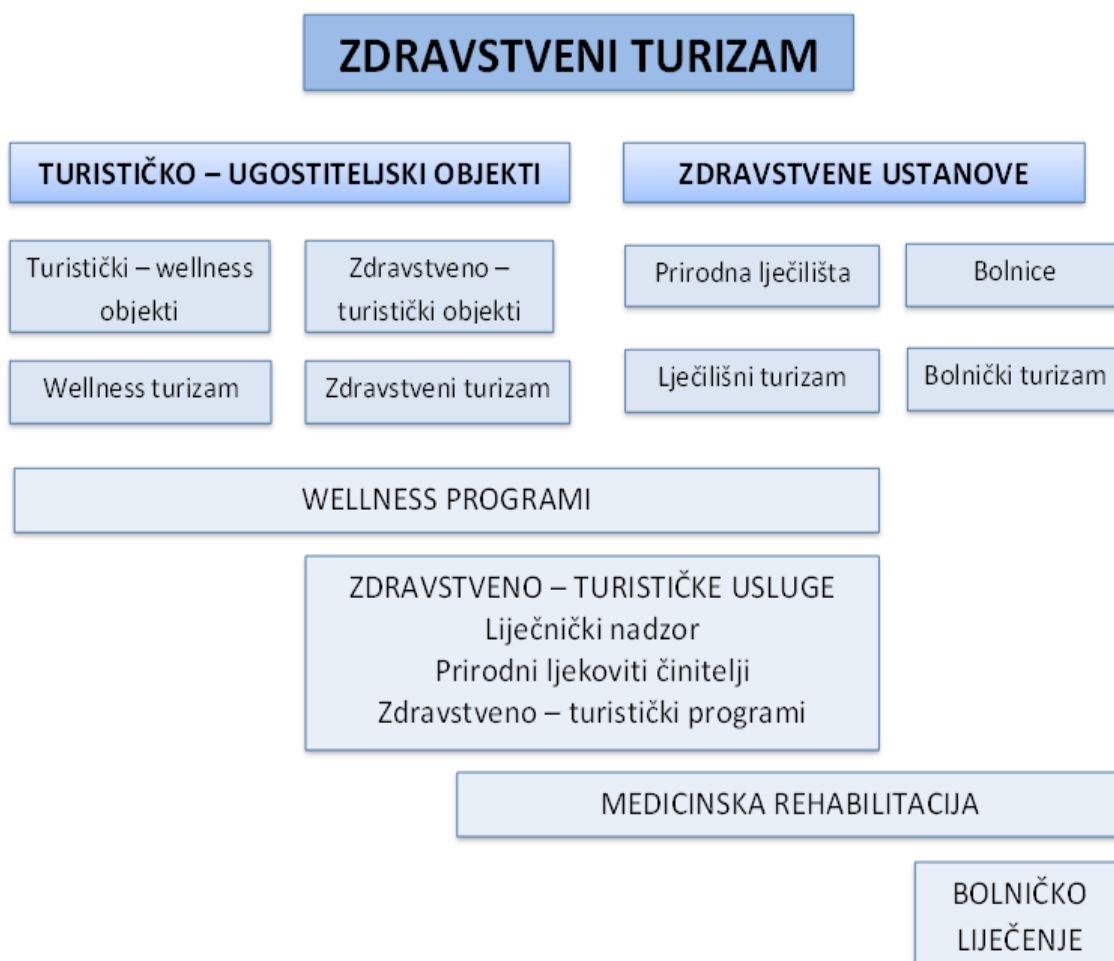 ZDRAVSTVENI TURIZAM
TURISTIČKO – UGOSTITELJSKI OBJEKTI
ZDRAVSTVENE USTANOVE
Turistički – wellness
objekti
Zdravstveno –
turistički objekti
Prirodna lječilišta
Bolnice
Wellness turizam
Zdravstveni turizam
Lječilišni turizam
Bolnički turizam
WELLNESS PROGRAMI
ZDRAVSTVENO – TURISTIČKE USLUGE
Liječnički nadzor
Prirodni ljekoviti činitelji
Zdravstveno – turistički programi
MEDICINSKA REHABILITACIJA
BOLNIČKO
LIJEČENJE